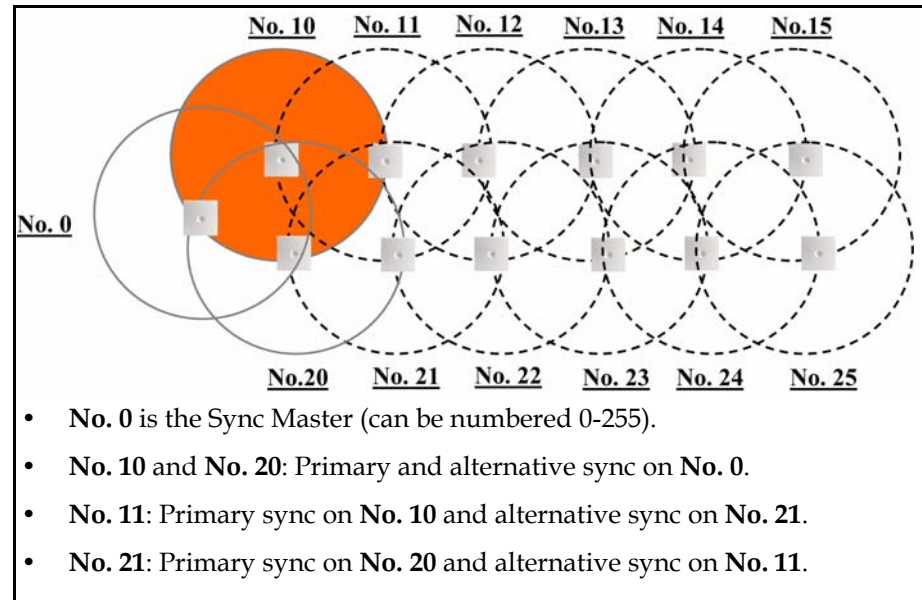 No. 10 No. 11 No. 12 No.13 No. 14 No.15
No. 0
No.20 No. 21 No. 22 No. 23 No. 24 No. 25
• No. 0 is the Sync Master (can be numbered 0-255).
• No. 10 and No. 20: Primary and alternative sync on No. 0.
• No. 11: Primary sync on No. 10 and alternative sync on No. 21.
• No. 21: Primary sync on No. 20 and alternative sync on No. 11.